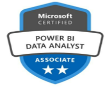 Microsoft
CERTIFIED
POWER BI
DATA ANALYST
ASSOCIATE